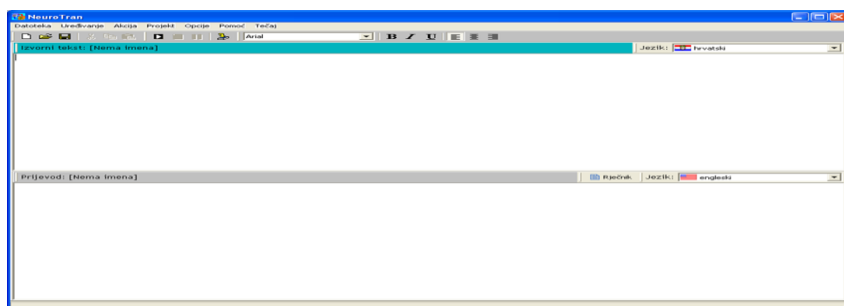 NeuroTran
Datoteka Uređivanje Akcija Projekt Opcije Pomoć Tečaj
Arial B I U
Izvorni tekst: [Nema imena] Jezik: hrvatski
Prijevod: [Nema imena] Rječnik Jezik: engleski